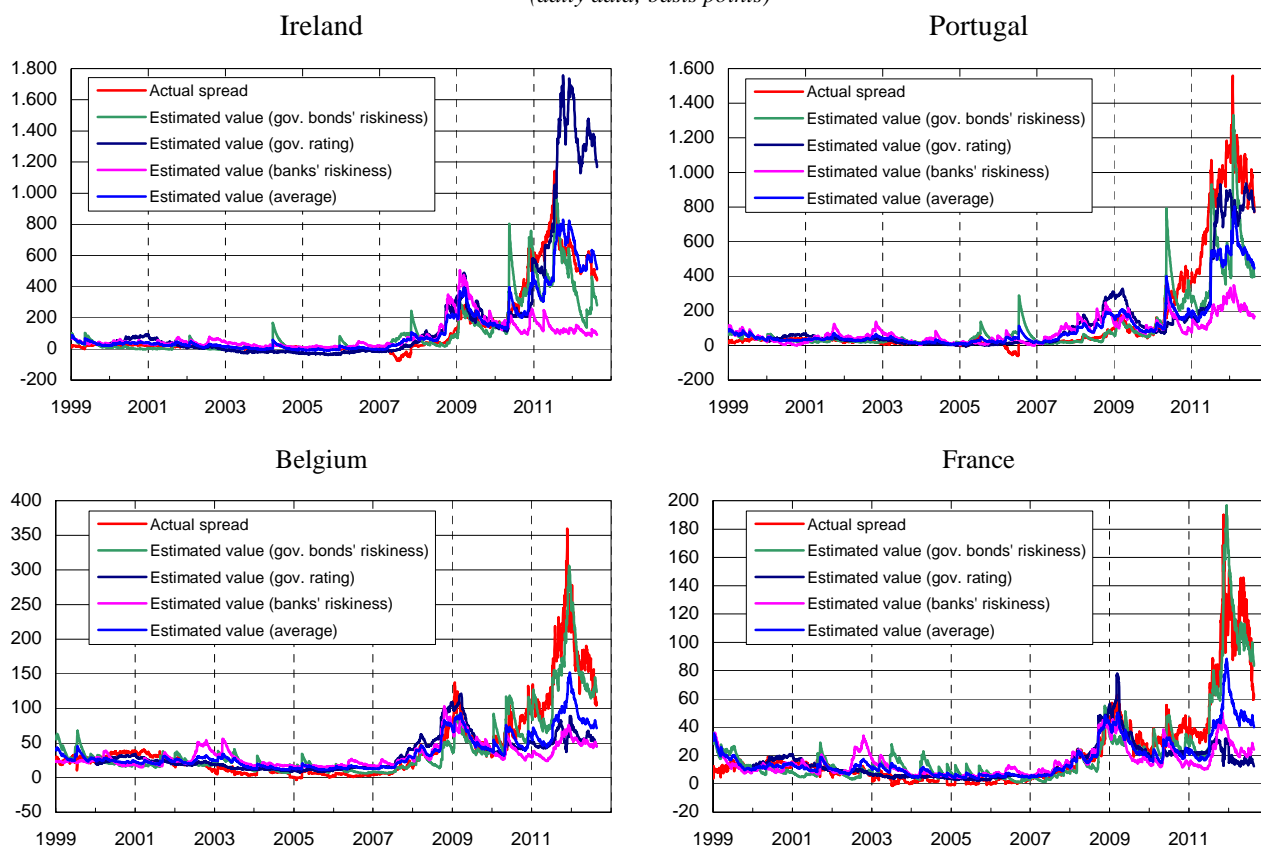 (daily data; basis points)
Ireland
1.800
1.600
1.400
1.200
1.000
800
600
400
200
0
-200
Actual spread
Estimated value (gov. bonds' riskiness)
Estimated value (gov. rating)
Estimated value (banks' riskiness)
Estimated value (average)
1999 2001 2003 2005 2007 2009 2011
Portugal
1.600
1.400
1.200
1.000
800
600
400
200
0
-200
Actual spread
Estimated value (gov. bonds' riskiness)
Estimated value (gov. rating)
Estimated value (banks' riskiness)
Estimated value (average)
1999 2001 2003 2005 2007 2009 2011
Belgium
400
350
300
250
200
150
100
50
0
-50
Actual spread
Estimated value (gov. bonds' riskiness)
Estimated value (gov. rating)
Estimated value (banks' riskiness)
Estimated value (average)
1999 2001 2003 2005 2007 2009 2011
France
200
180
160
140
120
100
80
60
40
20
0
-20
Actual spread
Estimated value (gov. bonds' riskiness)
Estimated value (gov. rating)
Estimated value (banks' riskiness)
Estimated value (average)
1999 2001 2003 2005 2007 2009 2011